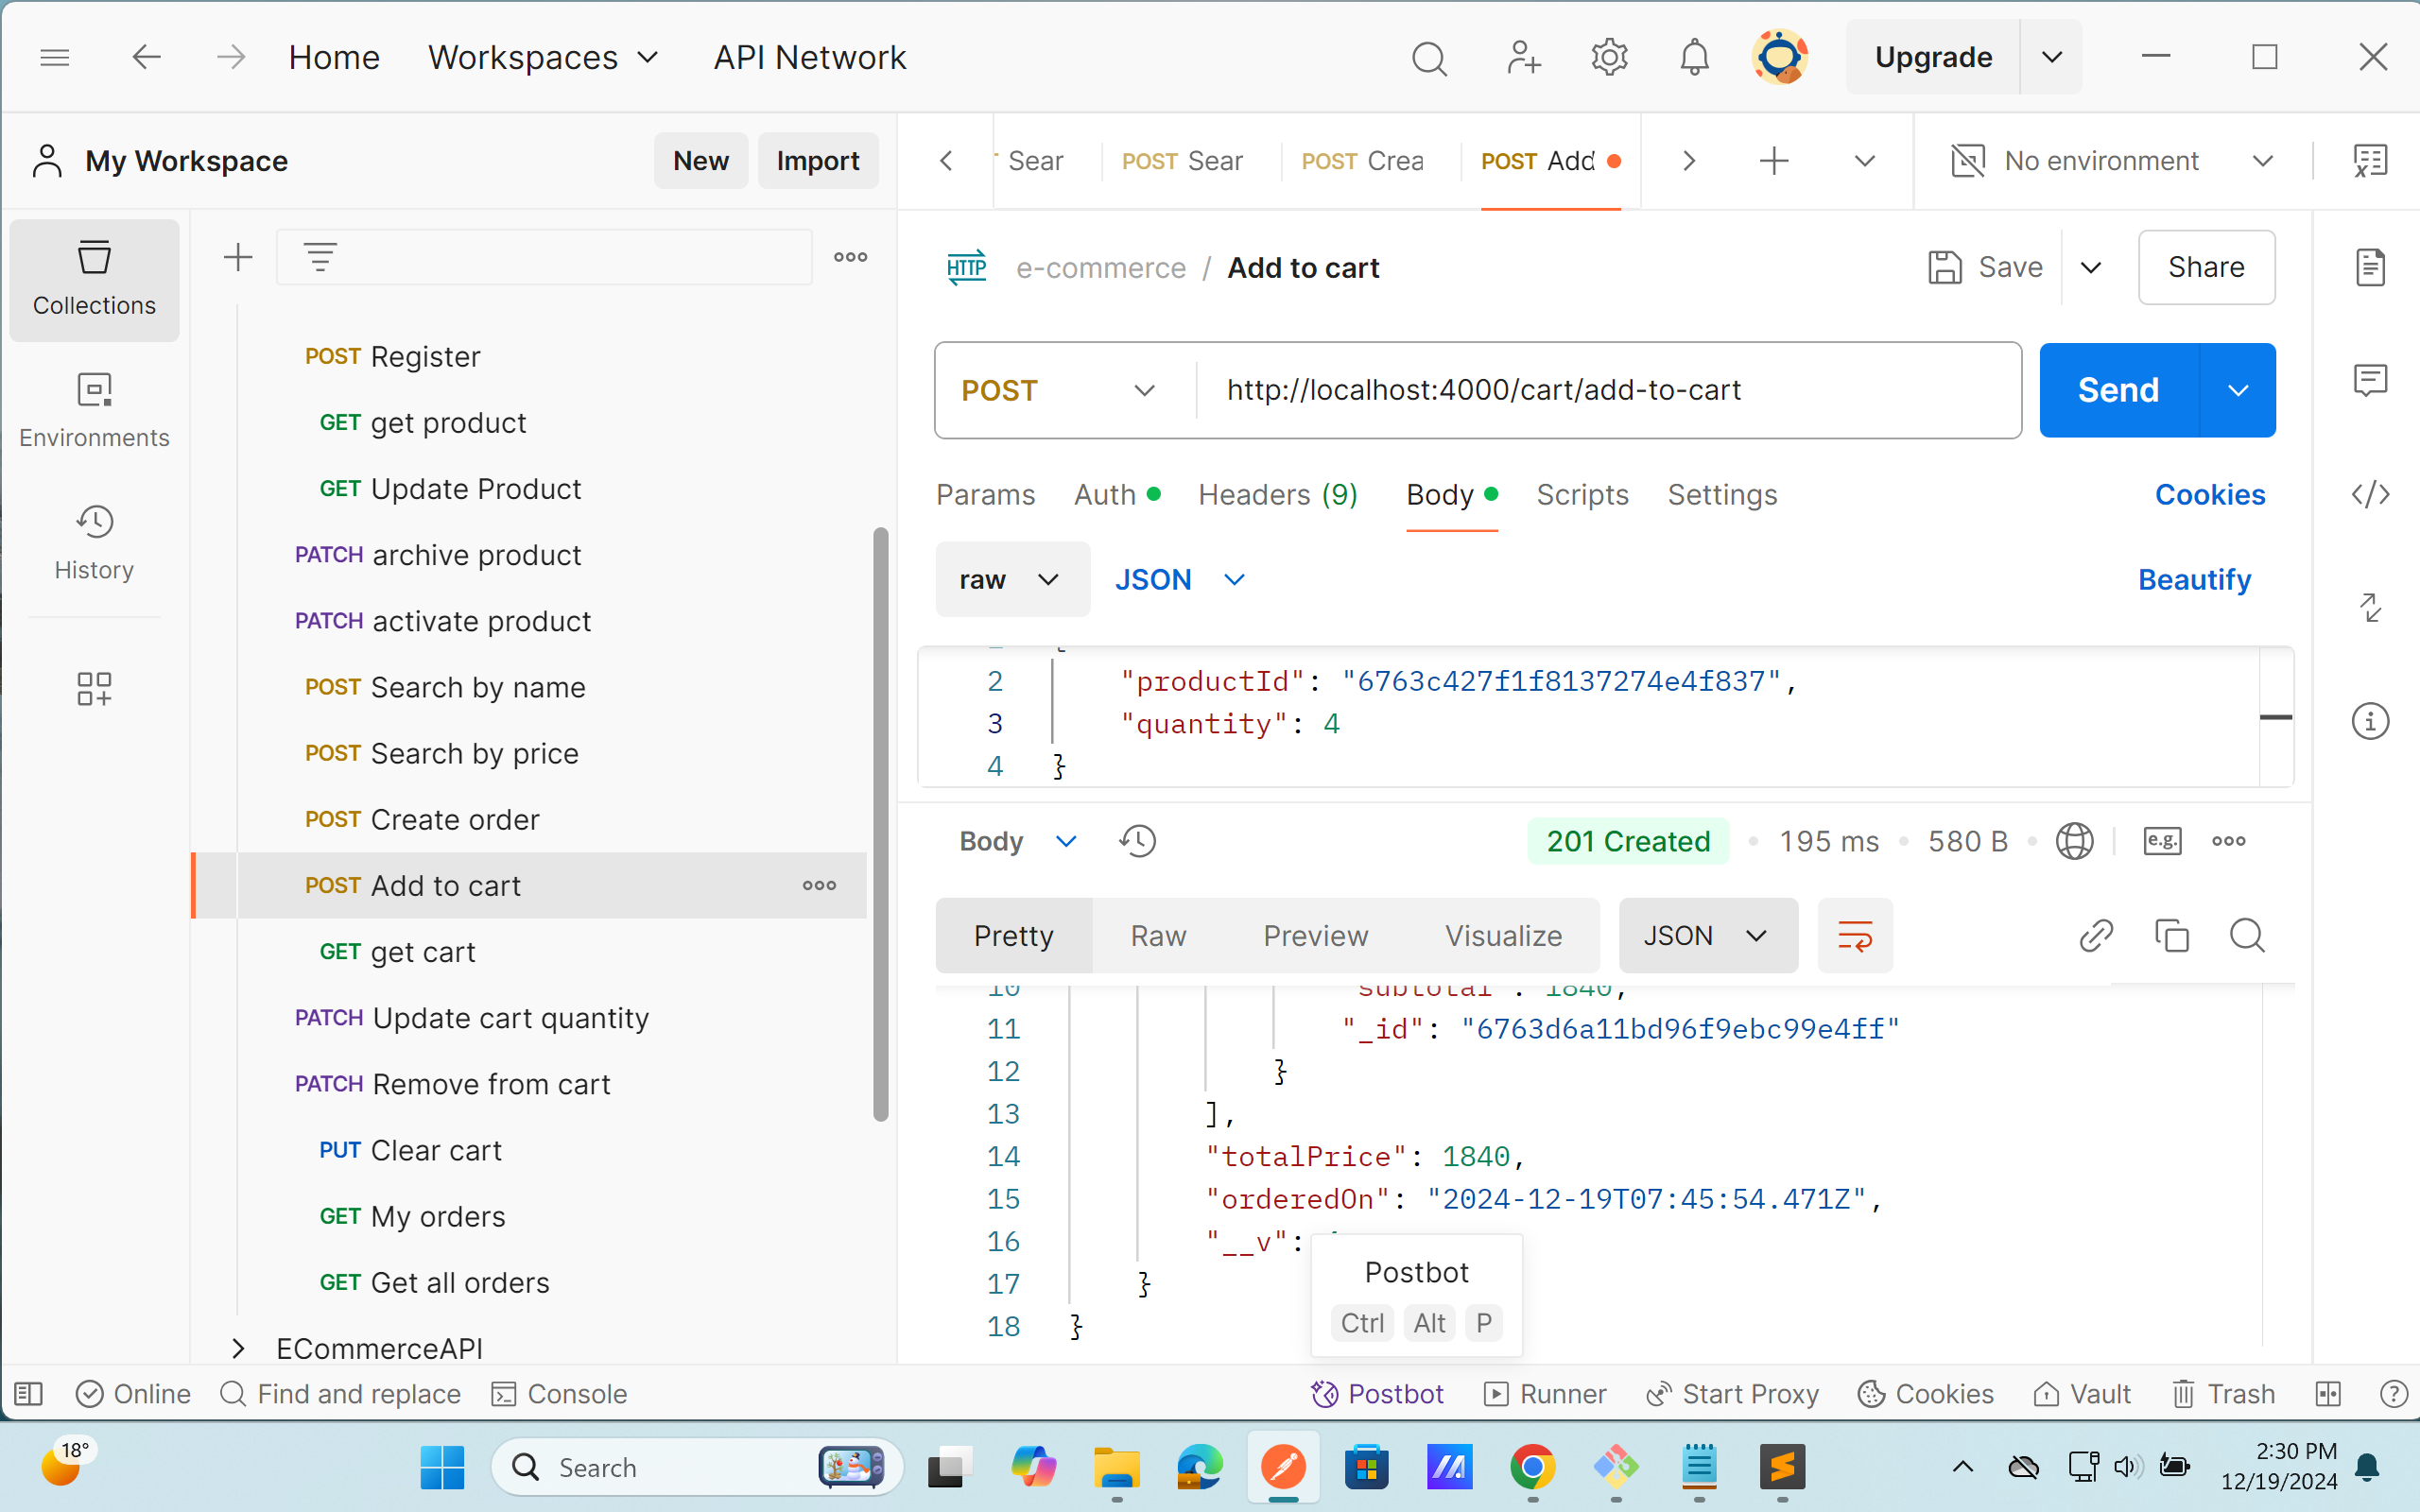 Home Workspaces API Network Upgrade
My Workspace New Import
Sear POST Sear POST Crea POST Add No environment
Collections
Environments
History
POST Register
GET get product
GET Update Product
PATCH archive product
PATCH activate product
POST Search by name
POST Search by price
POST Create order
POST Add to cart
GET get cart
PATCH Update cart quantity
PATCH Remove from cart
PUT Clear cart
GET My orders
GET Get all orders
ECommerceAPI
HTTP e-commerce / Add to cart Save Share
POST http://localhost:4000/cart/add-to-cart Send
Params Auth Headers (9) Body Scripts Settings Cookies
raw JSON Beautify
2 "productId": "6763c427f1f8137274e4f837",
3 "quantity": 4
4 }
Body 201 Created 195 ms 580 B e.g.
Pretty Raw Preview Visualize JSON
10 subtotal : 1840,
11 "_id": "6763d6a11bd96f9ebc99e4ff"
12 }
13 ],
14 "totalPrice": 1840,
15 "orderedOn": "2024-12-19T07:45:54.471Z",
16 "__v":
17 }
18 }
Postbot
Ctrl Alt P
Online Find and replace Console Postbot Runner Start Proxy Cookies Vault Trash
18° Search 2:30 PM
12/19/2024